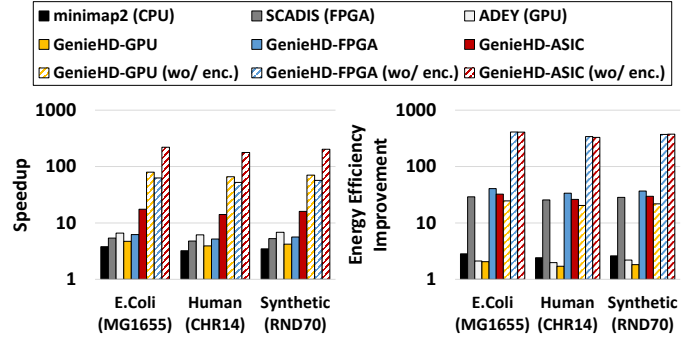 minimap2 (CPU) SCADIS (FPGA) ADEY (GPU)
GenieHD-GPU GenieHD-FPGA GenieHD-ASIC
GenieHD-GPU (wo/ enc.) GenieHD-FPGA (wo/ enc.) GenieHD-ASIC (wo/ enc.)
Speedup
1000
100
10
1
E.Coli Human Synthetic
(MG1655) (CHR14) (RND70)
Energy Efficiency
Improvement
1000
100
10
1
E.Coli Human Synthetic
(MG1655) (CHR14) (RND70)